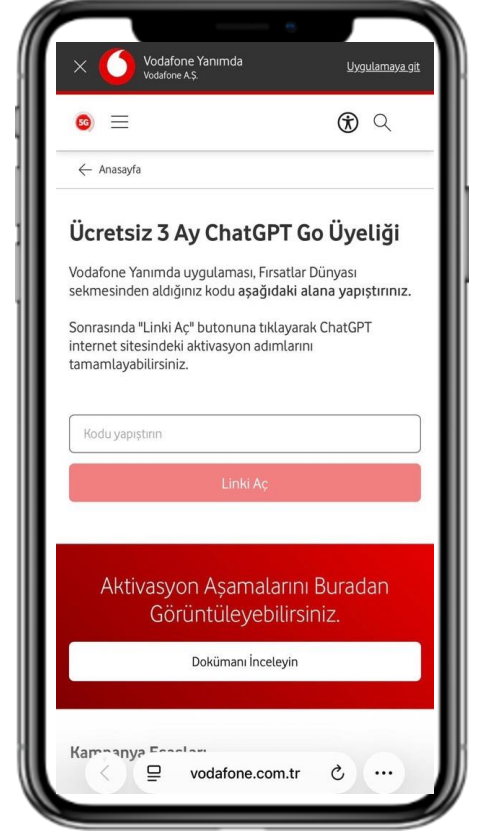 Vodafone Yanımda
Vodafone A.Ş.
Uygulamaya git
5G
Anasayfa
Ücretsiz 3 Ay ChatGPT Go Üyeliği
Vodafone Yanımda uygulaması, Fırsatlar Dünyası
sekmesinden aldığınız kodu aşağıdaki alana yapıştırınız.
Sonrasında "Linki Aç" butonuna tıklayarak ChatGPT
internet sitesindeki aktivasyon adımlarını
tamamlayabilirsiniz.
Kodu yapıştırın
Linki Aç
Aktivasyon Aşamalarını Buradan
Görüntüleyebilirsiniz.
Dokümanı İnceleyin
Kampanya Esasları
vodafone.com.tr